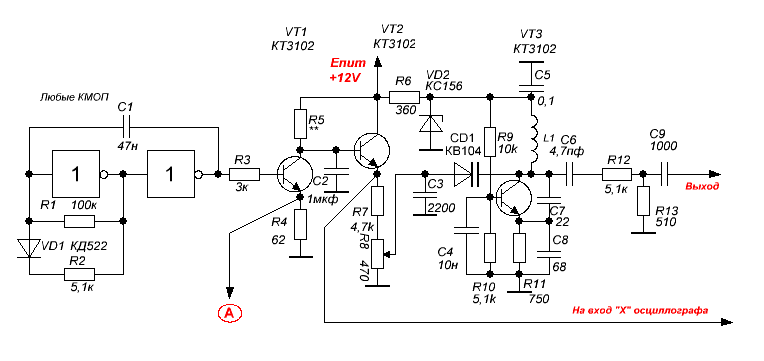 VT1
КТ3102
VT2
КТ3102
VT3
КТ3102
Eпит
+12V
Любые КМОП
C1
47н
1
1
R1
100к
VD1 КД522
R2
5,1к
R3
3к
R5
**
C2
1мкф
R4
62
A
R6
360
VD2
КС156
R7
4,7k
R8
470
C3
2200
CD1
КВ104
R9
10k
C5
0,1
L1
C6
4,7пф
C4
10н
R10
5,1k
R11
750
C7
22
C8
68
R12
5,1к
C9
1000
R13
510
Выход
На вход "X" осциллографа